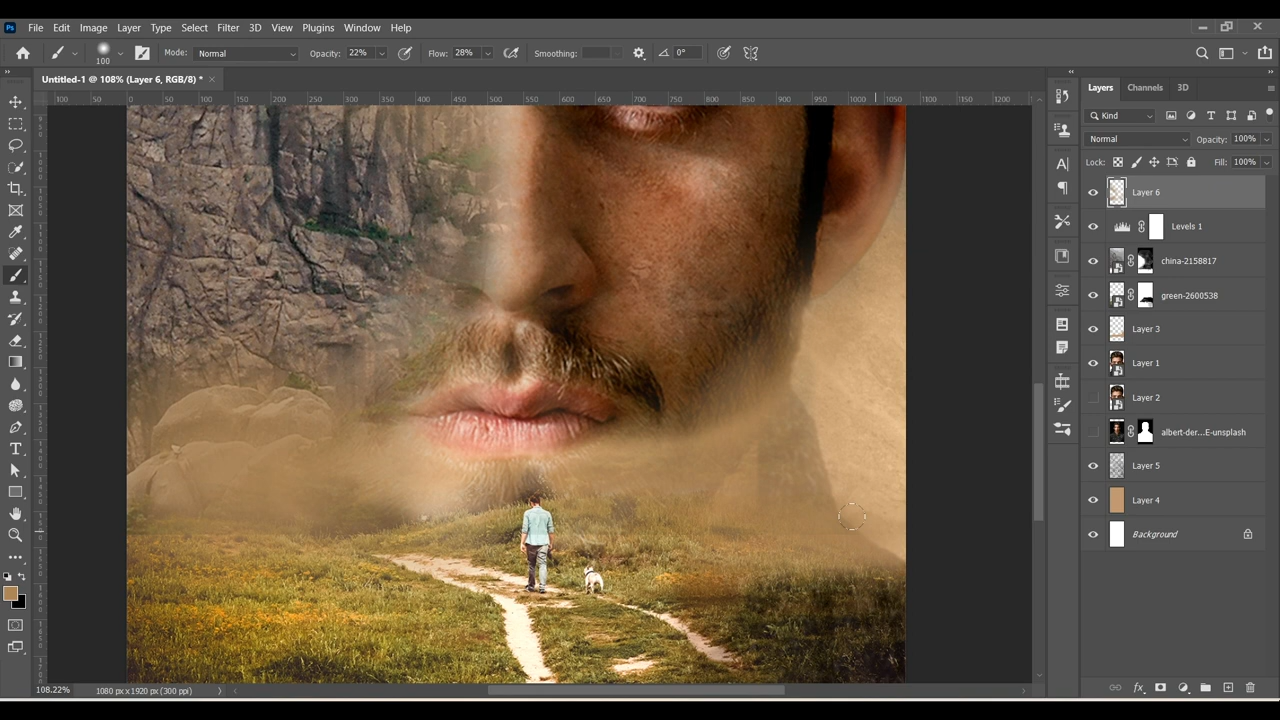 Ps File Edit Image Layer Type Select Filter 3D View Plugins Window Help
100 Mode: Normal Opacity: 22% Flow: 28% Smoothing: 0°
Untitled-1 @ 108% (Layer 6, RGB/8) * ×
100 50 0 50 100 150 200 250 300 350 400 450 500 550 600 650 700 750 800 850 900 950 1000 1050 1100 1150 1200
Layers Channels 3D
Kind
Normal Opacity: 100%
Lock: Fill: 100%
Layer 6
Levels 1
china-2158817
green-2600538
Layer 3
Layer 1
Layer 2
albert-der...E-unsplash
Layer 5
Layer 4
Background
108.22% 1080 px x 1920 px (300 ppi)
fx